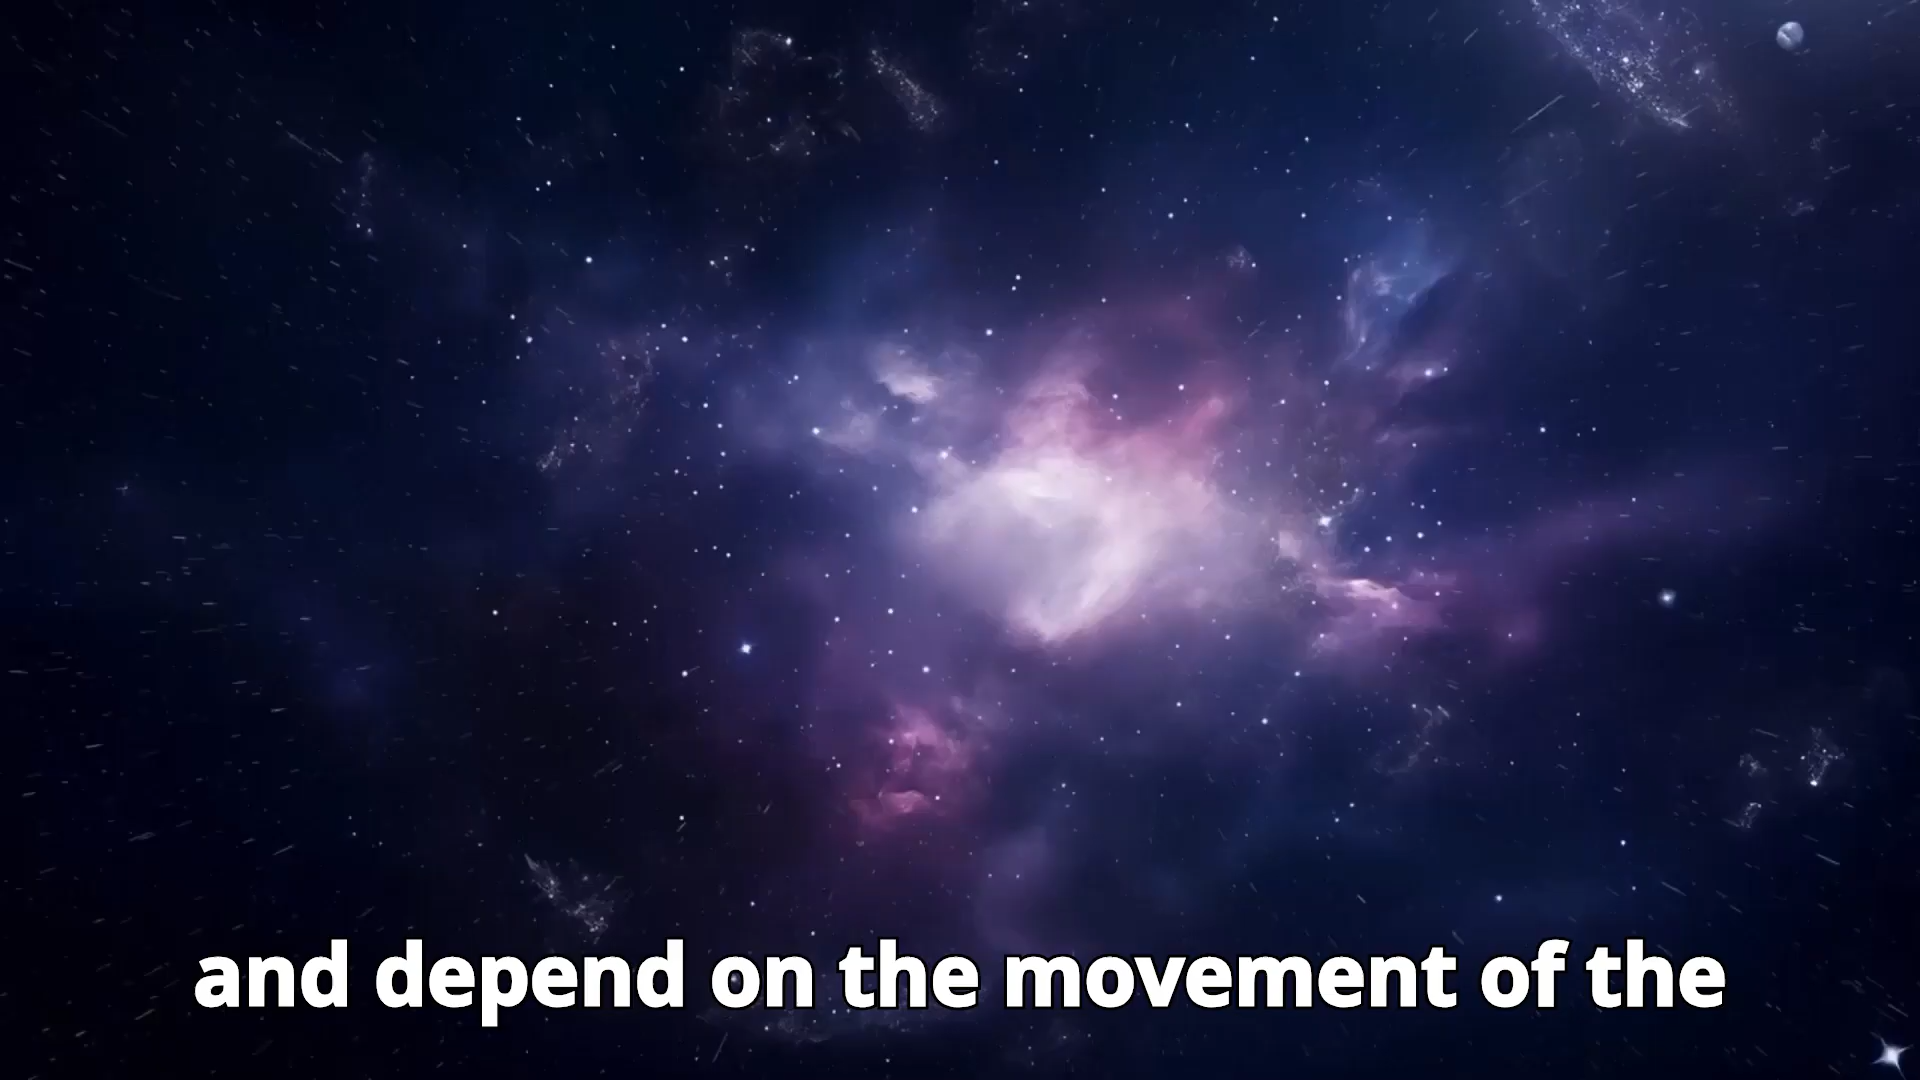 and depend on the movement of the